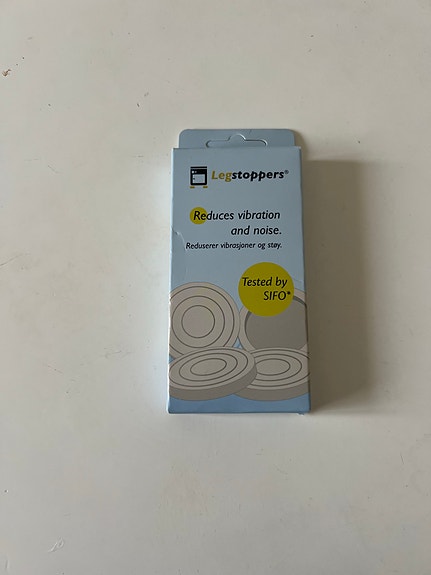 Legstoppers®
Reduces vibration
and noise.
Reduserer vibrasjoner og støy.
Tested by
SIFO*